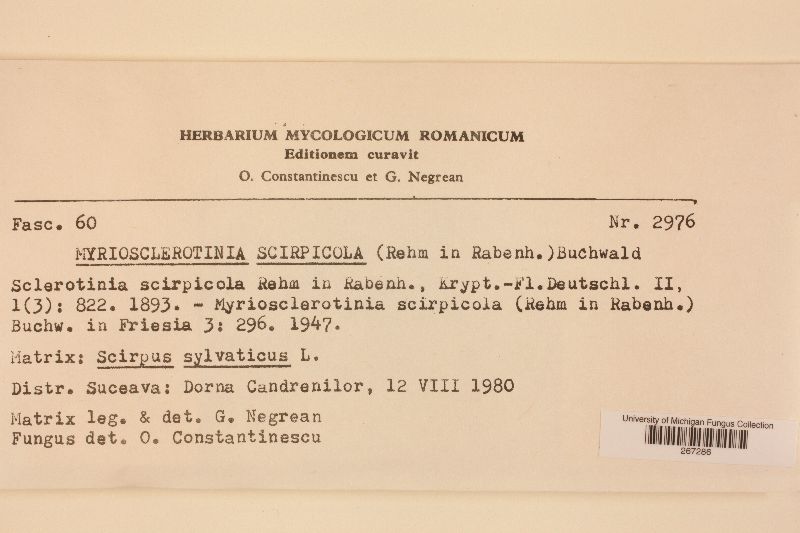 HERBARIUM MYCOLOGICUM ROMANICUM
Editionem curavit
O. Constantinescu et G. Negrean
Fasc. 60 Nr. 2976
MYRIOSCLEROTINIA SCIRPICOLA (Rehm in Rabenh.)Buchwald
Sclerotinia scirpicola Rehm in Rabenh., Krypt.-Fl.Deutschl. II,
1(3): 822. 1893. - Myriosclerotinia scirpicola (Rehm in Rabenh.)
Buchw. in Friesia 3: 296. 1947.
Matrix: Scirpus sylvaticus L.
Distr. Suceava: Dorna Candrenilor, 12 VIII 1980
Matrix leg. & det. G. Negrean
Fungus det. O. Constantinescu
University of Michigan Fungus Collection
267286